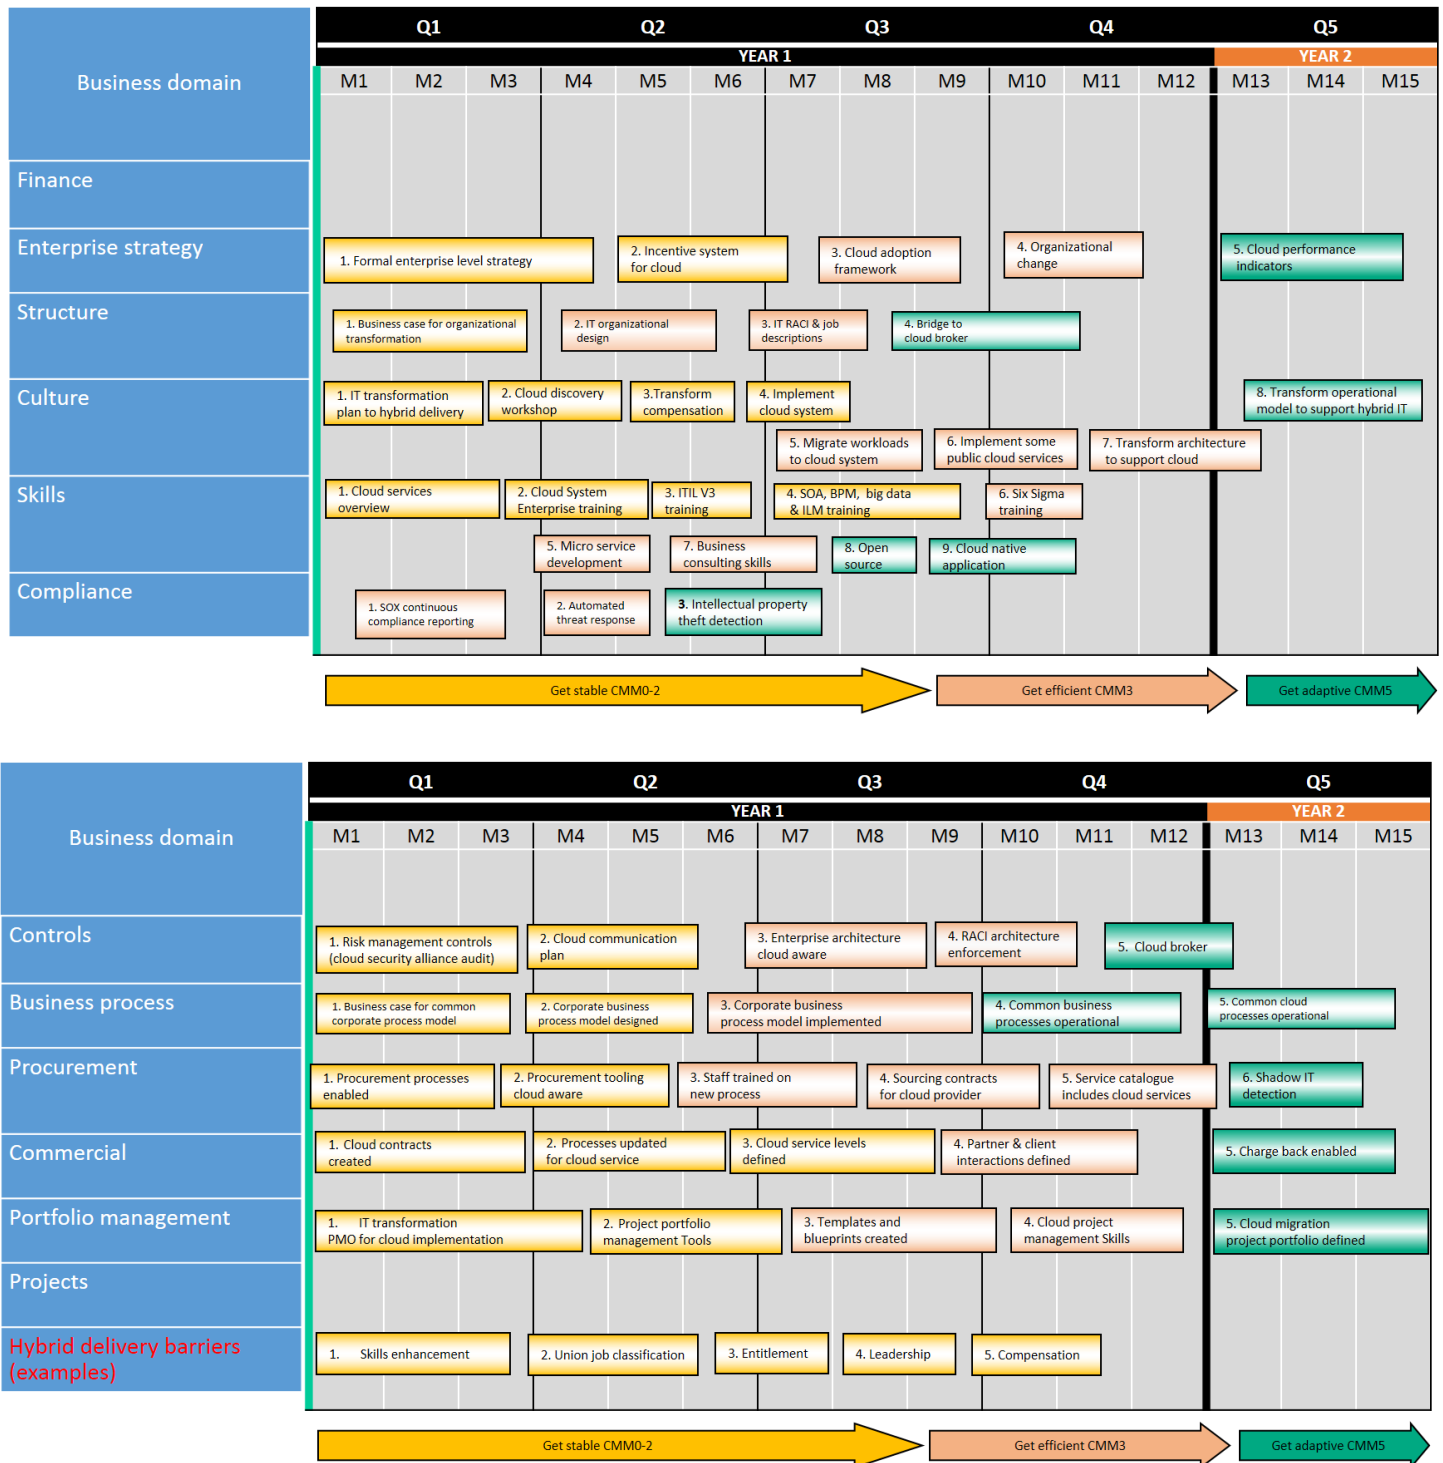 Business domain
Q1 Q2 Q3 Q4 Q5
YEAR 1 YEAR 2
M1 M2 M3 M4 M5 M6 M7 M8 M9 M10 M11 M12 M13 M14 M15
Finance
Enterprise strategy
1. Formal enterprise level strategy
2. Incentive system
for cloud
3. Cloud adoption
framework
4. Organizational
change
5. Cloud performance
indicators
Structure
1. Business case for organizational
transformation
2. IT organizational
design
3. IT RACI & job
descriptions
4. Bridge to
cloud broker
Culture
1. IT transformation
plan to hybrid delivery
2. Cloud discovery
workshop
3.Transform
compensation
4. Implement
cloud system
8. Transform operational
model to support hybrid IT
5. Migrate workloads
to cloud system
6. Implement some
public cloud services
7. Transform architecture
to support cloud
Skills
1. Cloud services
overview
2. Cloud System
Enterprise training
3. ITIL V3
training
4. SOA, BPM, big data
& ILM training
6. Six Sigma
training
5. Micro service
development
7. Business
consulting skills
8. Open
source
9. Cloud native
application
Compliance
1. SOX continuous
compliance reporting
2. Automated
threat response
3. Intellectual property
theft detection
Get stable CMM0-2
Get efficient CMM3
Get adaptive CMM5
Business domain
Q1 Q2 Q3 Q4 Q5
YEAR 1 YEAR 2
M1 M2 M3 M4 M5 M6 M7 M8 M9 M10 M11 M12 M13 M14 M15
Controls
1. Risk management controls
(cloud security alliance audit)
2. Cloud communication
plan
3. Enterprise architecture
cloud aware
4. RACI architecture
enforcement
5. Cloud broker
Business process
1. Business case for common
corporate process model
2. Corporate business
process model designed
3. Corporate business
process model implemented
4. Common business
processes operational
5. Common cloud
processes operational
Procurement
1. Procurement processes
enabled
2. Procurement tooling
cloud aware
3. Staff trained on
new process
4. Sourcing contracts
for cloud provider
5. Service catalogue
includes cloud services
6. Shadow IT
detection
Commercial
1. Cloud contracts
created
2. Processes updated
for cloud service
3. Cloud service levels
defined
4. Partner & client
interactions defined
5. Charge back enabled
Portfolio management
1. IT transformation
PMO for cloud implementation
2. Project portfolio
management Tools
3. Templates and
blueprints created
4. Cloud project
management Skills
5. Cloud migration
project portfolio defined
Projects
Hybrid delivery barriers
(examples)
1. Skills enhancement
2. Union job classification
3. Entitlement
4. Leadership
5. Compensation
Get stable CMM0-2
Get efficient CMM3
Get adaptive CMM5